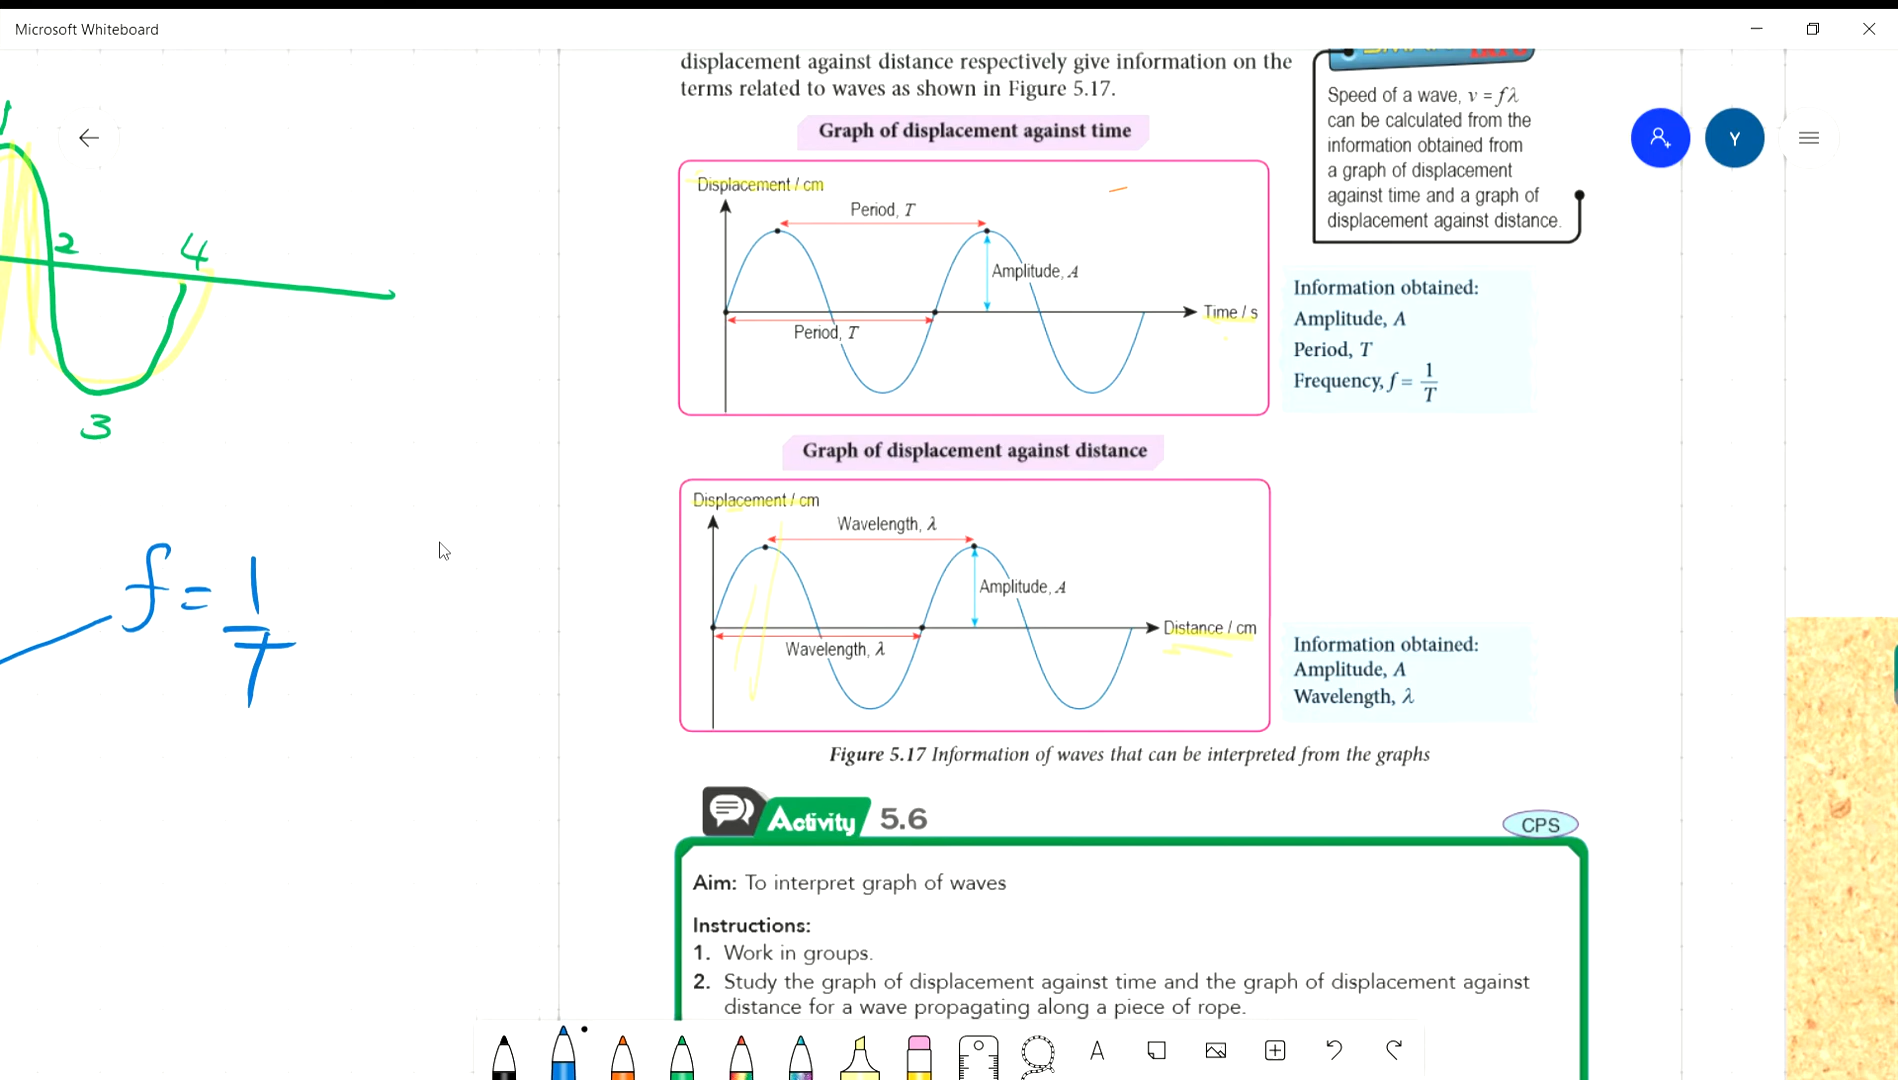 Microsoft Whiteboard
displacement against distance respectively give information on the
terms related to waves as shown in Figure 5.17.
Speed of a wave, v = fλ
can be calculated from the
information obtained from
a graph of displacement
against time and a graph of
displacement against distance.
Y
Graph of displacement against time
Displacement / cm
Period, T
Amplitude, A
Time / s
Period, T
Information obtained:
Amplitude, A
Period, T
Frequency, f = 1/T
1
2
4
3
f = 1/T
Graph of displacement against distance
Displacement / cm
Wavelength, λ
Amplitude, A
Distance / cm
Wavelength, λ
Information obtained:
Amplitude, A
Wavelength, λ
Figure 5.17 Information of waves that can be interpreted from the graphs
Activity 5.6
CPS
Aim: To interpret graph of waves
Instructions:
1. Work in groups.
2. Study the graph of displacement against time and the graph of displacement against
distance for a wave propagating along a piece of rope.
A